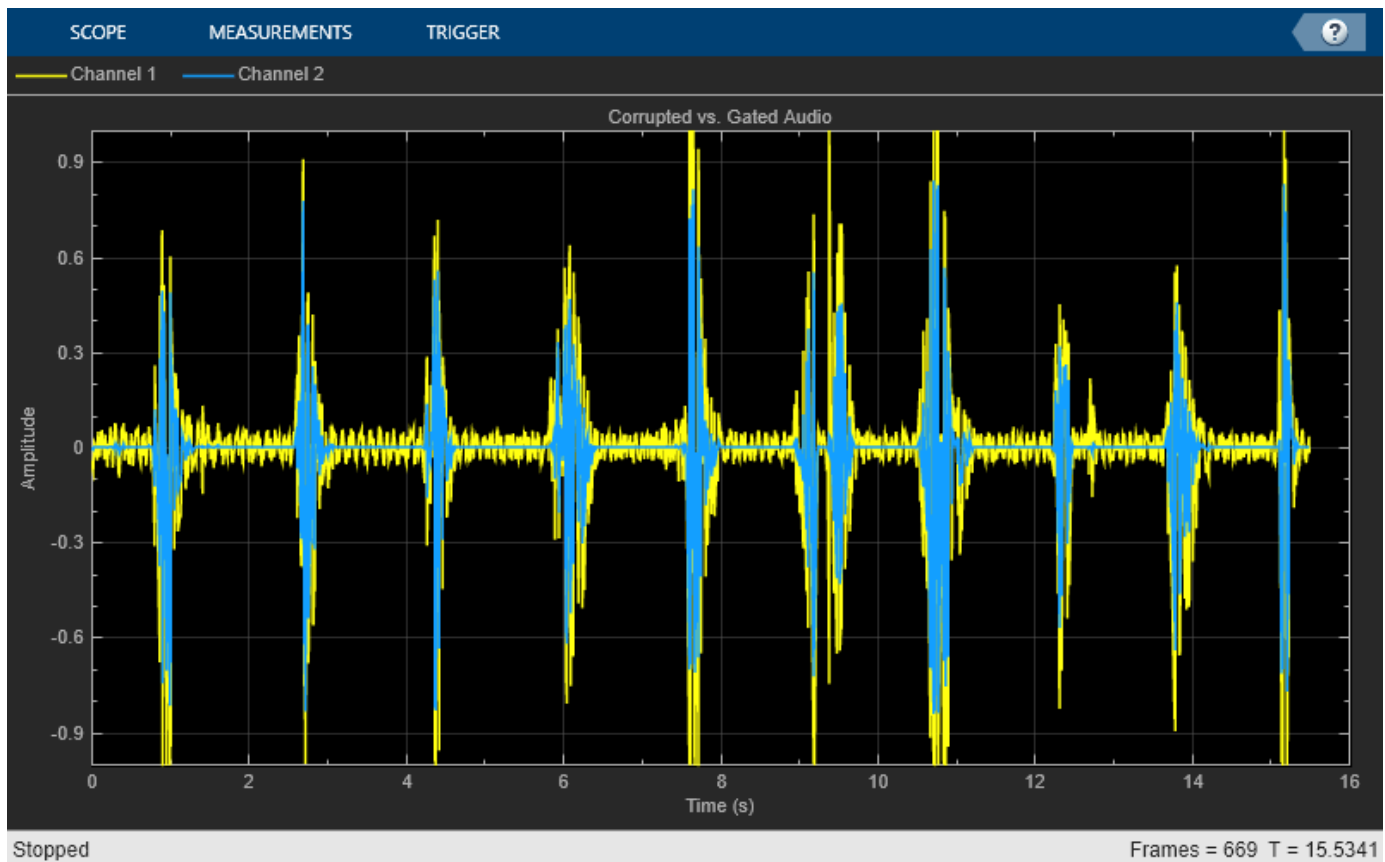 SCOPE MEASUREMENTS TRIGGER ?
Channel 1 Channel 2
Corrupted vs. Gated Audio
0.9
0.6
0.3
0
-0.3
-0.6
-0.9
Amplitude
0 2 4 6 8 10 12 14 16
Time (s)
Stopped Frames = 669 T = 15.5341